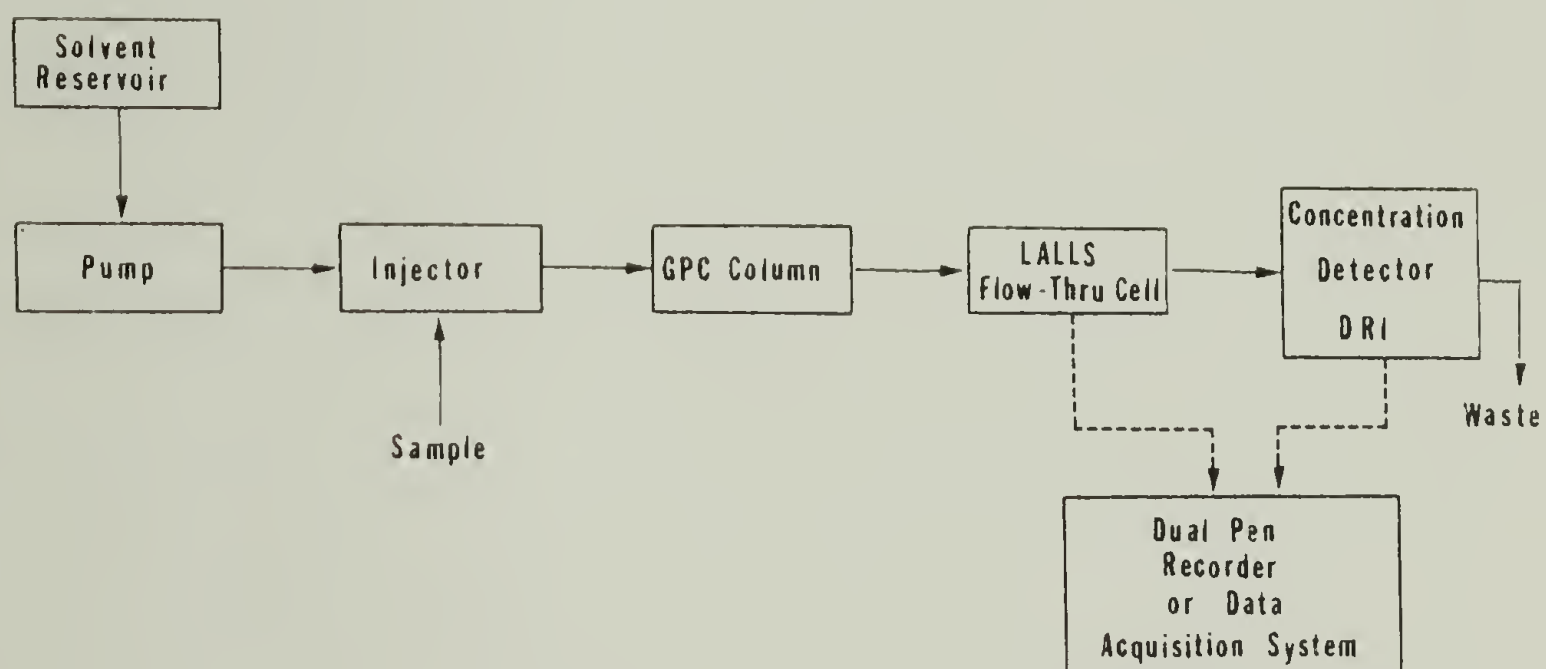 Solvent
Reservoir
Pump
Injector
GPC Column
LALLS
Flow-Thru Cell
Concentration
Detector
DRI
Sample
Waste
Dual Pen
Recorder
or Data
Acquisition System